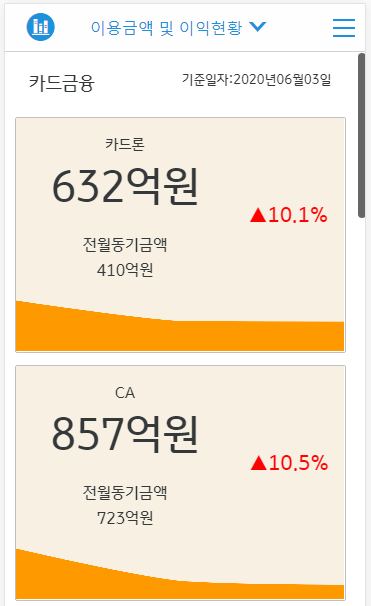 이용금액 및 이익현황
카드금융
기준일자:2020년06월03일
카드론
632억원
▲10.1%
전월동기금액
410억원
CA
857억원
▲10.5%
전월동기금액
723억원